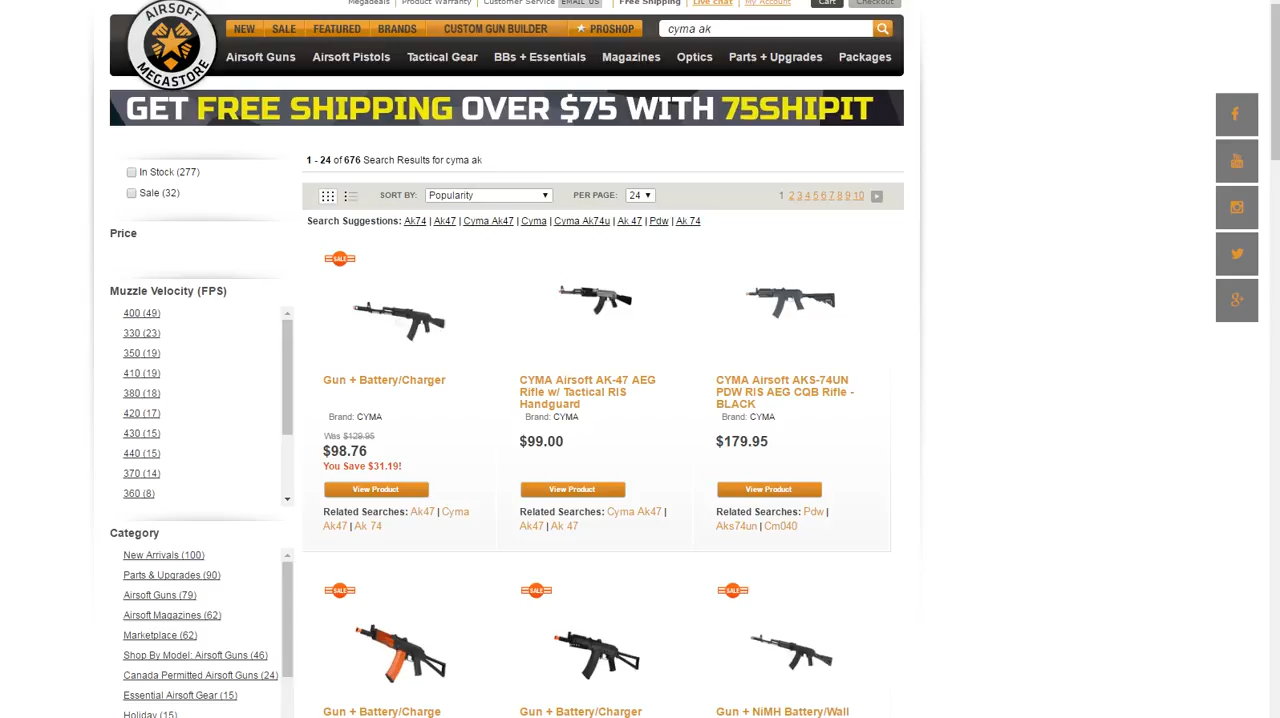 Megadeals | Product Warranty | Customer Service EMAIL US | Free Shipping | Live chat | My Account Cart Checkout
AIRSOFT MEGASTORE
NEW SALE FEATURED BRANDS CUSTOM GUN BUILDER PROSHOP cyma ak
Airsoft Guns Airsoft Pistols Tactical Gear BBs + Essentials Magazines Optics Parts + Upgrades Packages
GET FREE SHIPPING OVER $75 WITH 75SHIPIT
In Stock (277)
Sale (32)
Price
Muzzle Velocity (FPS)
400 (49)
330 (23)
350 (19)
410 (19)
380 (18)
420 (17)
430 (15)
440 (15)
370 (14)
360 (8)
Category
New Arrivals (100)
Parts & Upgrades (90)
Airsoft Guns (79)
Airsoft Magazines (62)
Marketplace (62)
Shop By Model: Airsoft Guns (46)
Canada Permitted Airsoft Guns (24)
Essential Airsoft Gear (15)
Holiday (15)
1 - 24 of 676 Search Results for cyma ak
SORT BY: Popularity PER PAGE: 24 1 2 3 4 5 6 7 8 9 10
Search Suggestions: Ak74 | Ak47 | Cyma Ak47 | Cyma | Cyma Ak74u | Ak 47 | Pdw | Ak 74
SALE
Gun + Battery/Charger
Brand: CYMA
Was $129.95
$98.76
You Save $31.19!
View Product
Related Searches: Ak47 | Cyma
Ak47 | Ak 74
CYMA Airsoft AK-47 AEG
Rifle w/ Tactical RIS
Handguard
Brand: CYMA
$99.00
View Product
Related Searches: Cyma Ak47 |
Ak47 | Ak 47
CYMA Airsoft AKS-74UN
PDW RIS AEG CQB Rifle -
BLACK
Brand: CYMA
$179.95
View Product
Related Searches: Pdw |
Aks74un | Cm040
SALE
Gun + Battery/Charge
SALE
Gun + Battery/Charger
SALE
Gun + NiMH Battery/Wall
f
You Tube
g+